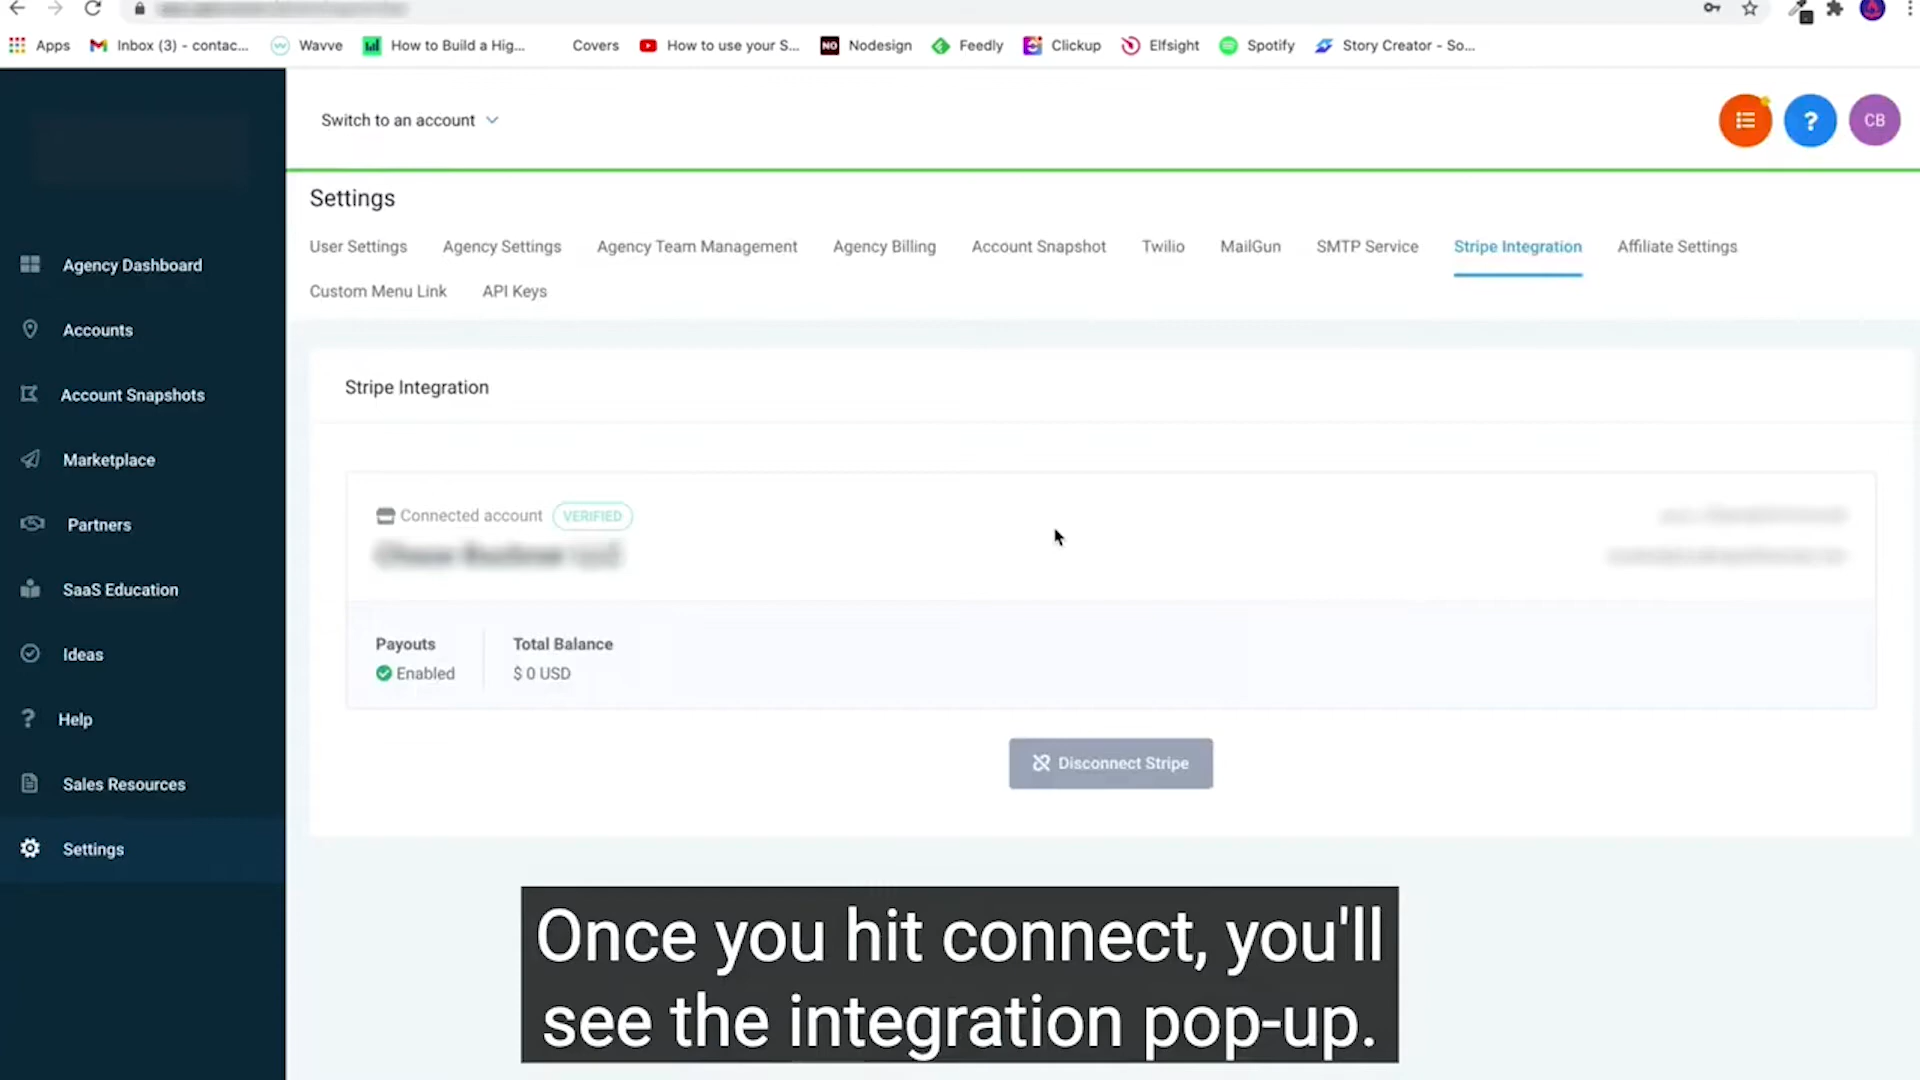 Apps
Inbox (3) - contac...
Wavve
How to Build a Hig...
Covers
How to use your S...
NO
Nodesign
Feedly
Clickup
Elfsight
Spotify
Story Creator - So...
Switch to an account
?
CB
Settings
User Settings
Agency Settings
Agency Team Management
Agency Billing
Account Snapshot
Twilio
MailGun
SMTP Service
Stripe Integration
Affiliate Settings
Custom Menu Link
API Keys
Agency Dashboard
Accounts
Account Snapshots
Marketplace
Partners
SaaS Education
Ideas
? Help
Sales Resources
Settings
Stripe Integration
Connected account VERIFIED
Payouts
Enabled
Total Balance
$ 0 USD
Disconnect Stripe
Once you hit connect, you'll
see the integration pop-up.